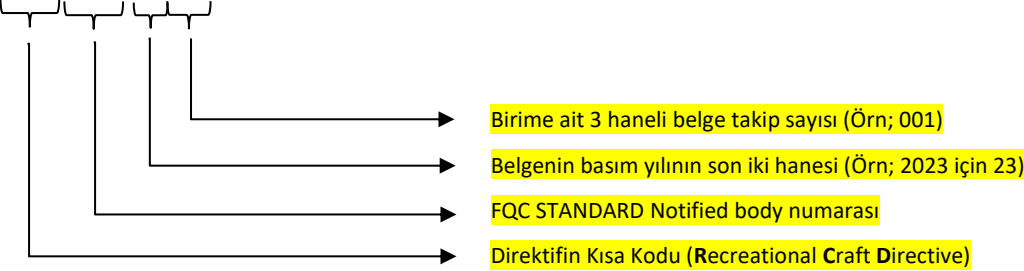 Birime ait 3 haneli belge takip sayısı (Örn; 001)
Belgenin basım yılının son iki hanesi (Örn; 2023 için 23)
FQC STANDARD Notified body numarası
Direktifin Kısa Kodu (Recreational Craft Directive)